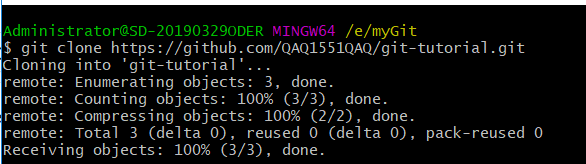 Administrator@SD-20190329ODER MINGW64 /e/myGit
$ git clone https://github.com/QAQ1551QAQ/git-tutorial.git
Cloning into 'git-tutorial'...
remote: Enumerating objects: 3, done.
remote: Counting objects: 100% (3/3), done.
remote: Compressing objects: 100% (2/2), done.
remote: Total 3 (delta 0), reused 0 (delta 0), pack-reused 0
Receiving objects: 100% (3/3), done.